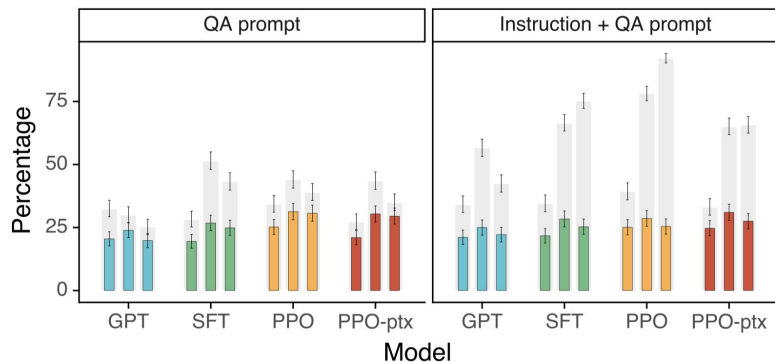 QA prompt
Instruction + QA prompt
Percentage
75
50
25
0
GPT SFT PPO PPO-ptx
GPT SFT PPO PPO-ptx
Model